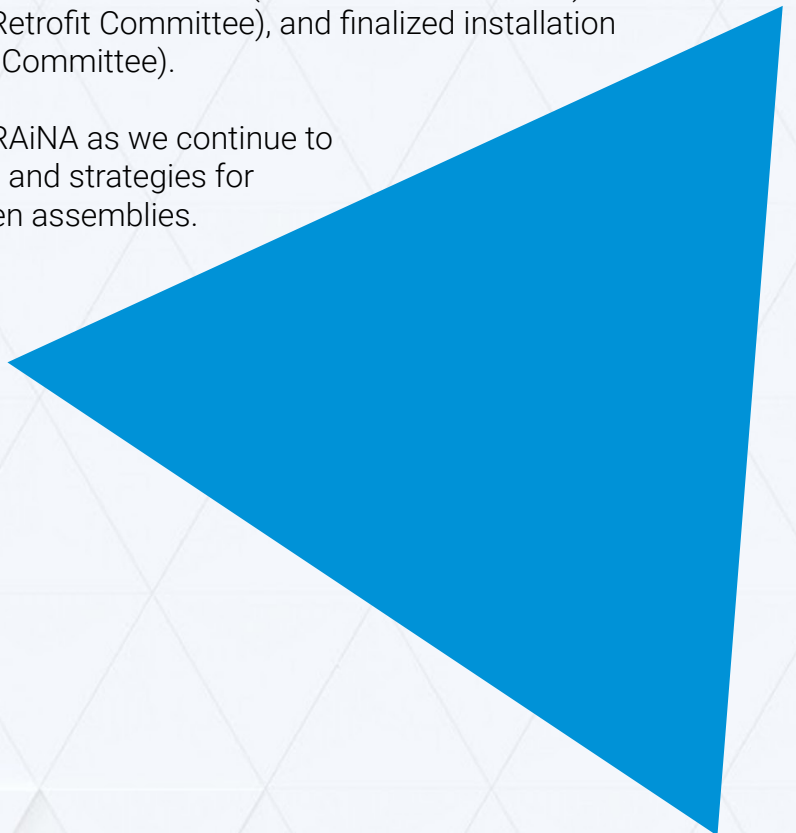 Retrofit Committee), and finalized installation
Committee).
RAiNA as we continue to
and strategies for
en assemblies.